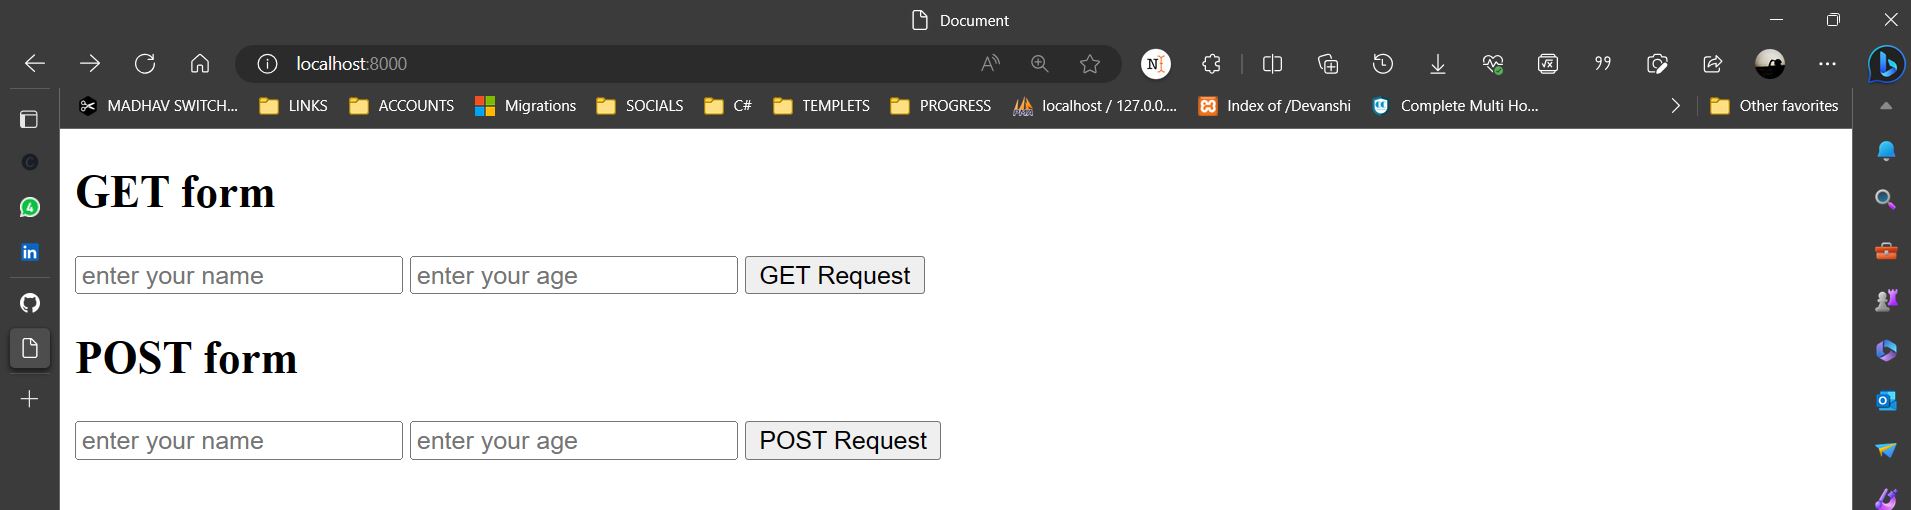 Document
localhost:8000
MADHAV SWITCH... LINKS ACCOUNTS Migrations SOCIALS C# TEMPLETS PROGRESS localhost / 127.0.0.... Index of /Devanshi Complete Multi Ho... Other favorites
GET form
enter your name enter your age GET Request
POST form
enter your name enter your age POST Request